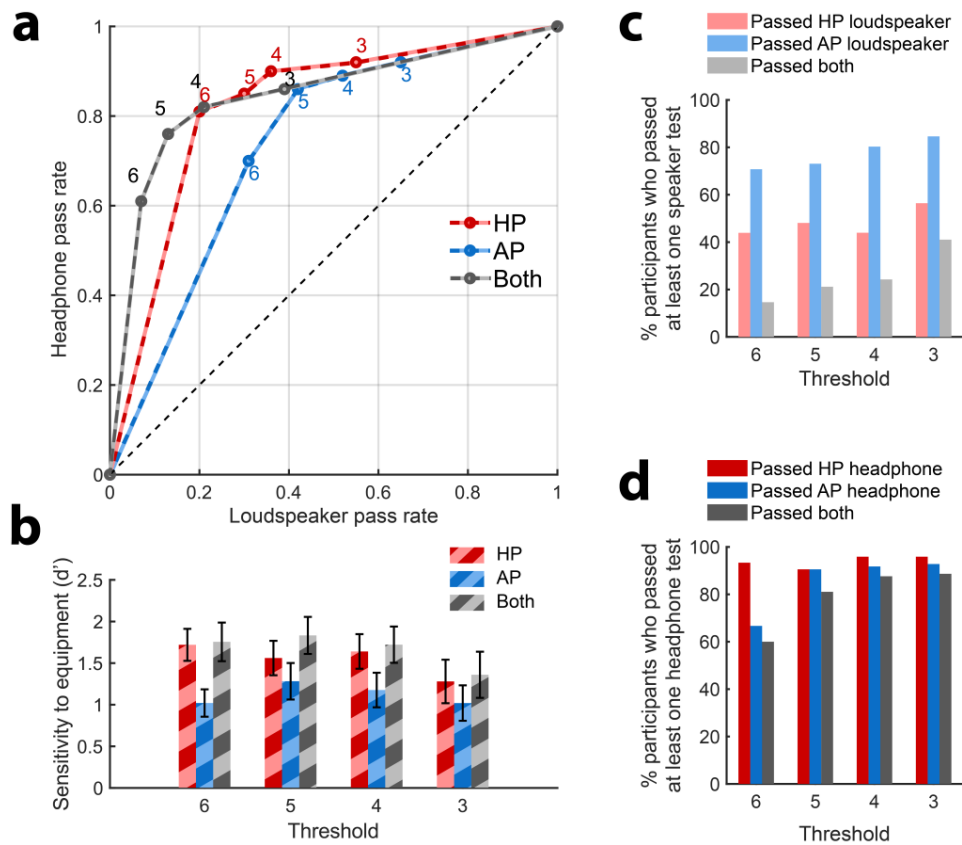 a
Headphone pass rate
1
0.8
0.6
0.4
0.2
0
0
0.2
0.4
0.6
0.8
1
Loudspeaker pass rate
3
4
5
6
3
4
5
6
3
4
5
6
HP
AP
Both
b
HP
AP
Both
Sensitivity to equipment (d')
2.5
2
1.5
1
0.5
0
6
5
4
3
Threshold
c
Passed HP loudspeaker
Passed AP loudspeaker
Passed both
% participants who passed
at least one speaker test
100
80
60
40
20
0
6
5
4
3
Threshold
d
Passed HP headphone
Passed AP headphone
Passed both
% participants who passed
at least one headphone test
100
80
60
40
20
0
6
5
4
3
Threshold